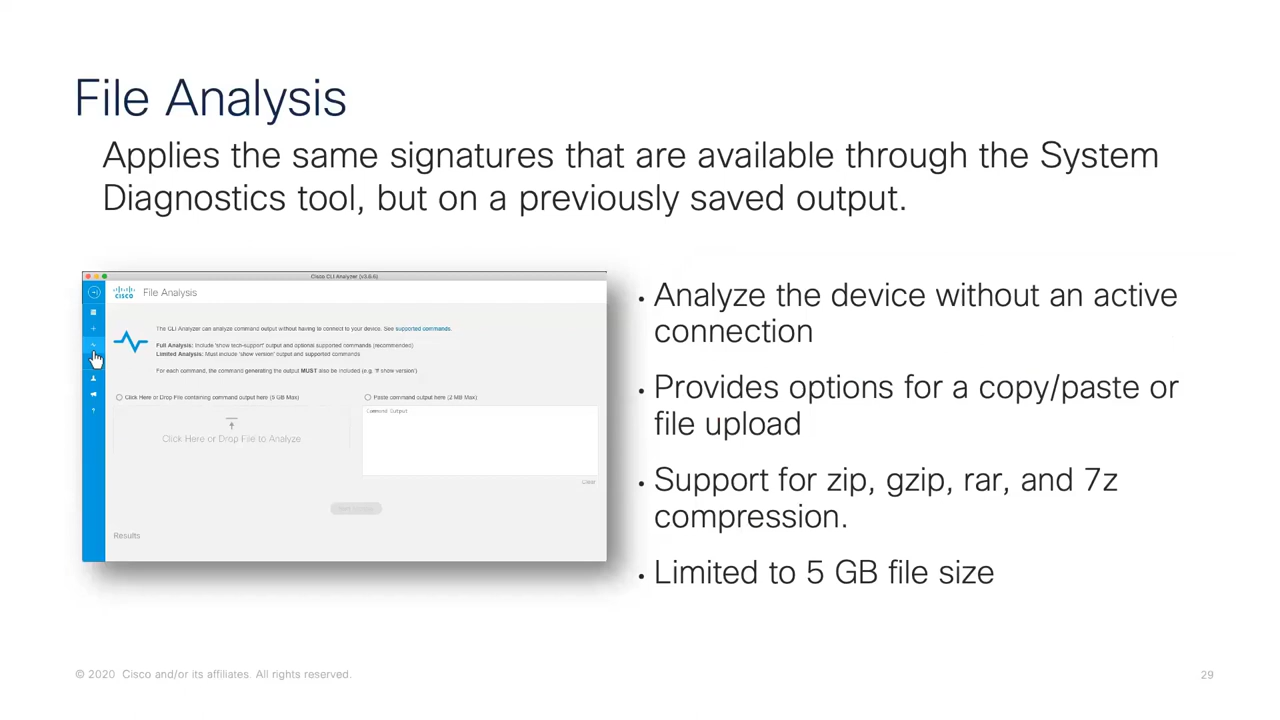 File Analysis
Applies the same signatures that are available through the System
Diagnostics tool, but on a previously saved output.
Cisco CLI Analyzer (v3.6.6)
CISCO
File Analysis
The CLI Analyzer can analyze command output without having to connect to your device. See supported commands.
Full Analysis: Include 'show tech-support' output and optional supported commands (recommended)
Limited Analysis: Must include 'show version' output and supported commands
For each command, the command generating the output MUST also be included (e.g. '# show version')
Click Here or Drop File containing command output here (5 GB Max)
Paste command output here (2 MB Max)
Command Output
Click Here or Drop File to Analyze
Clear
Results
• Analyze the device without an active
connection
• Provides options for a copy/paste or
file upload
• Support for zip, gzip, rar, and 7z
compression.
• Limited to 5 GB file size
© 2020 Cisco and/or its affiliates. All rights reserved.
29